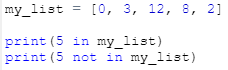 my_list = [0, 3, 12, 8, 2]
print(5 in my_list)
print(5 not in my_list)